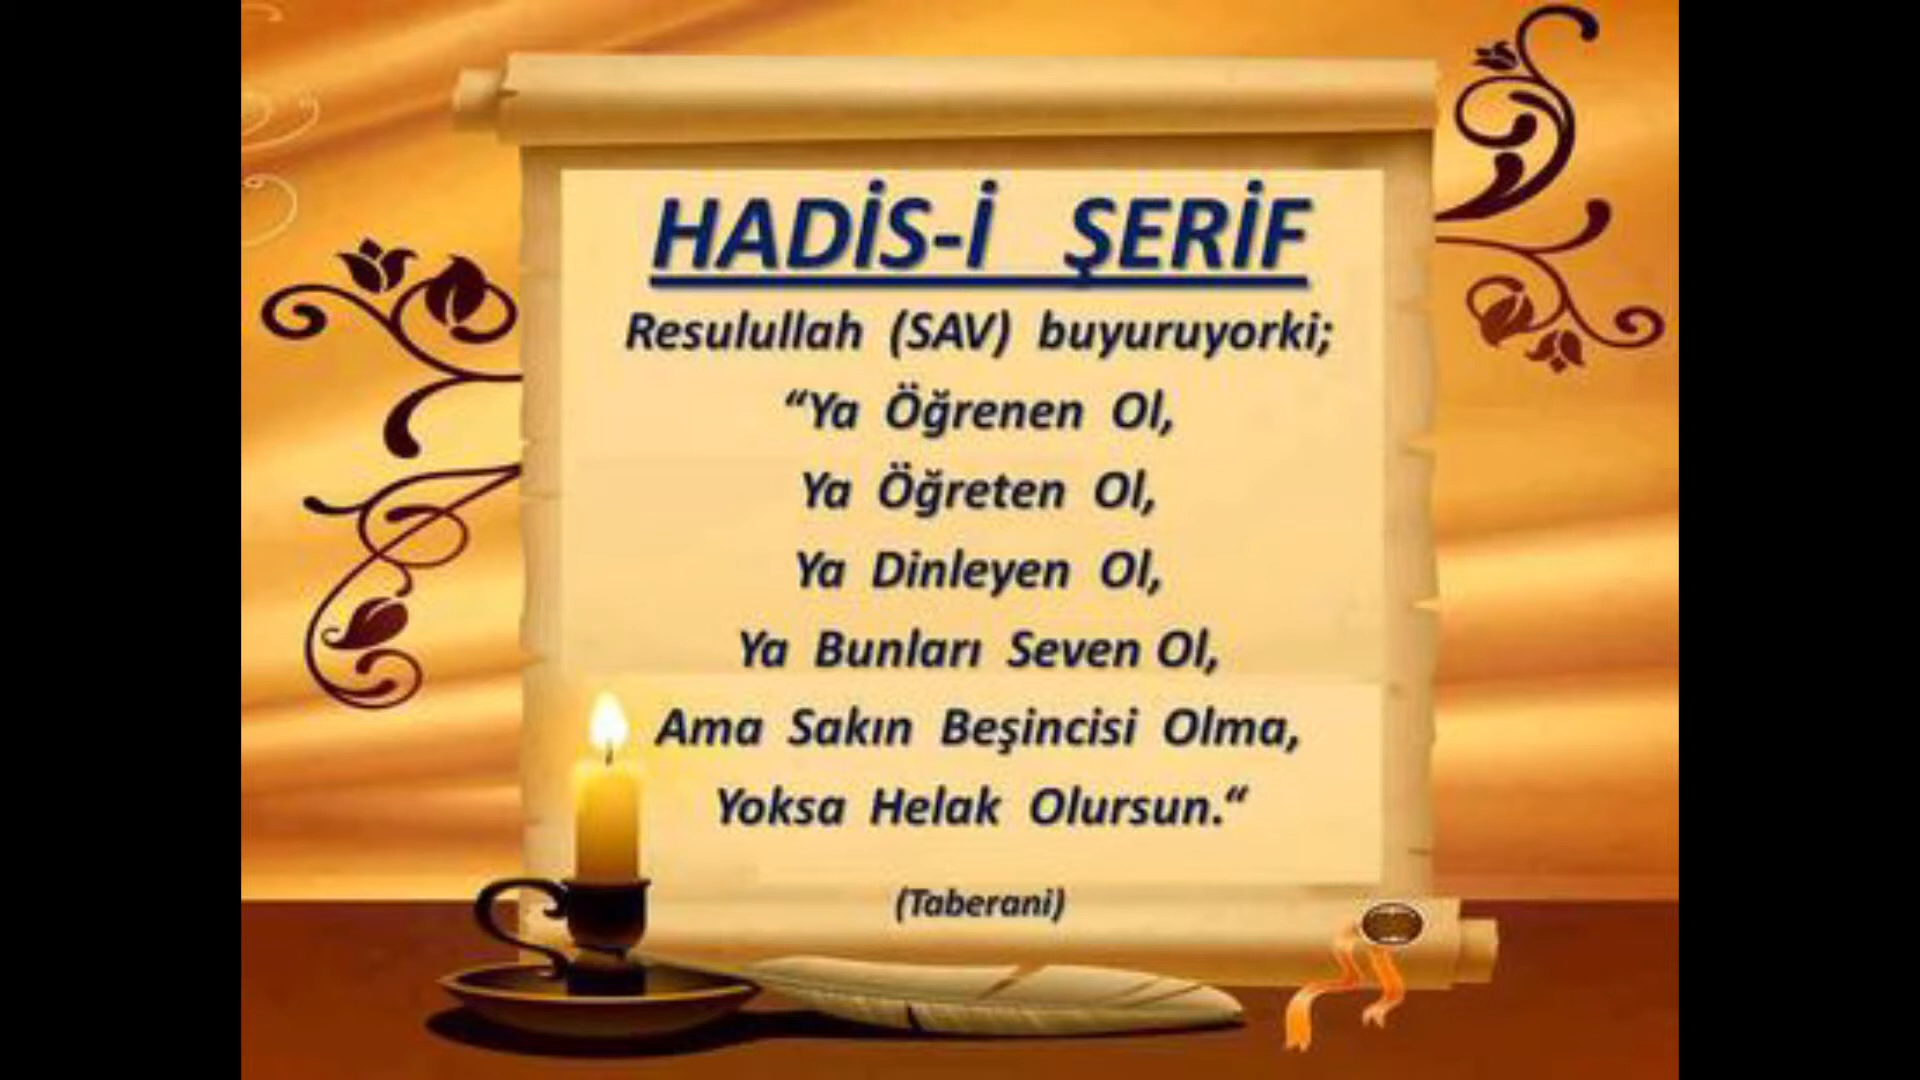 HADİS-İ ŞERİF
Resulullah (SAV) buyuruyorki;
“Ya Öğrenen Ol,
Ya Öğreten Ol,
Ya Dinleyen Ol,
Ya Bunları Seven Ol,
Ama Sakın Beşincisi Olma,
Yoksa Helak Olursun.“
(Taberani)